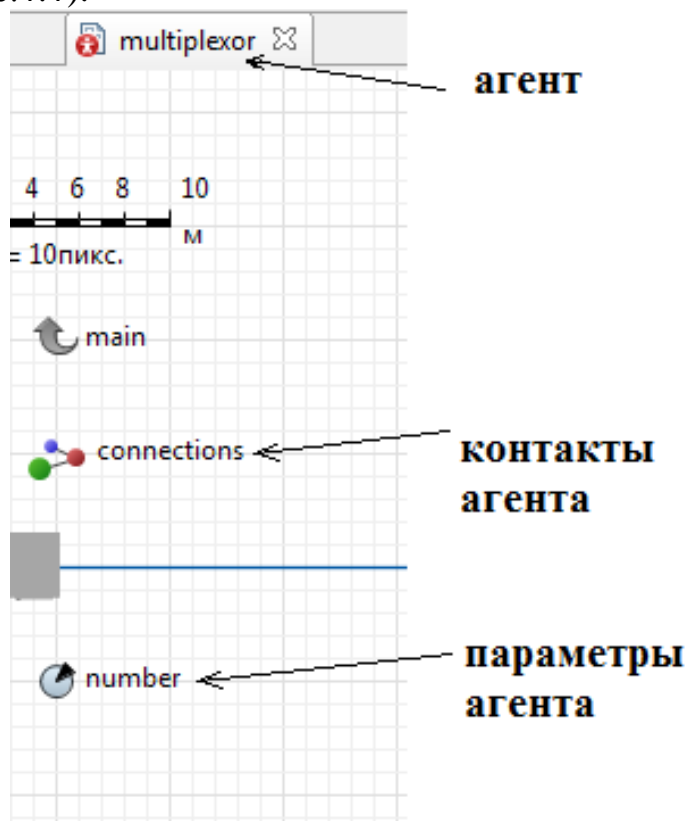 multiplexor
агент
4 6 8 10
м
= 10пикс.
main
connections
контакты
агента
number
параметры
агента